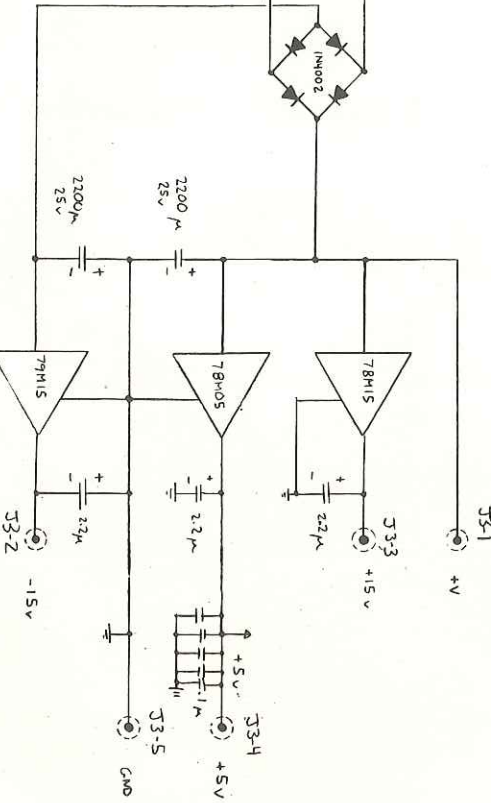 1N4002
J3-1
+V
78M15
+
-
2.2μ
J3-3
+15v
2200μ
25v
+
-
78M05
+
-
2.2μ
+5v
.1μ
J3-4
+5V
2200μ
25v
+
-
J3-5
GND
79M15
+
-
2.2μ
J3-2
-15v